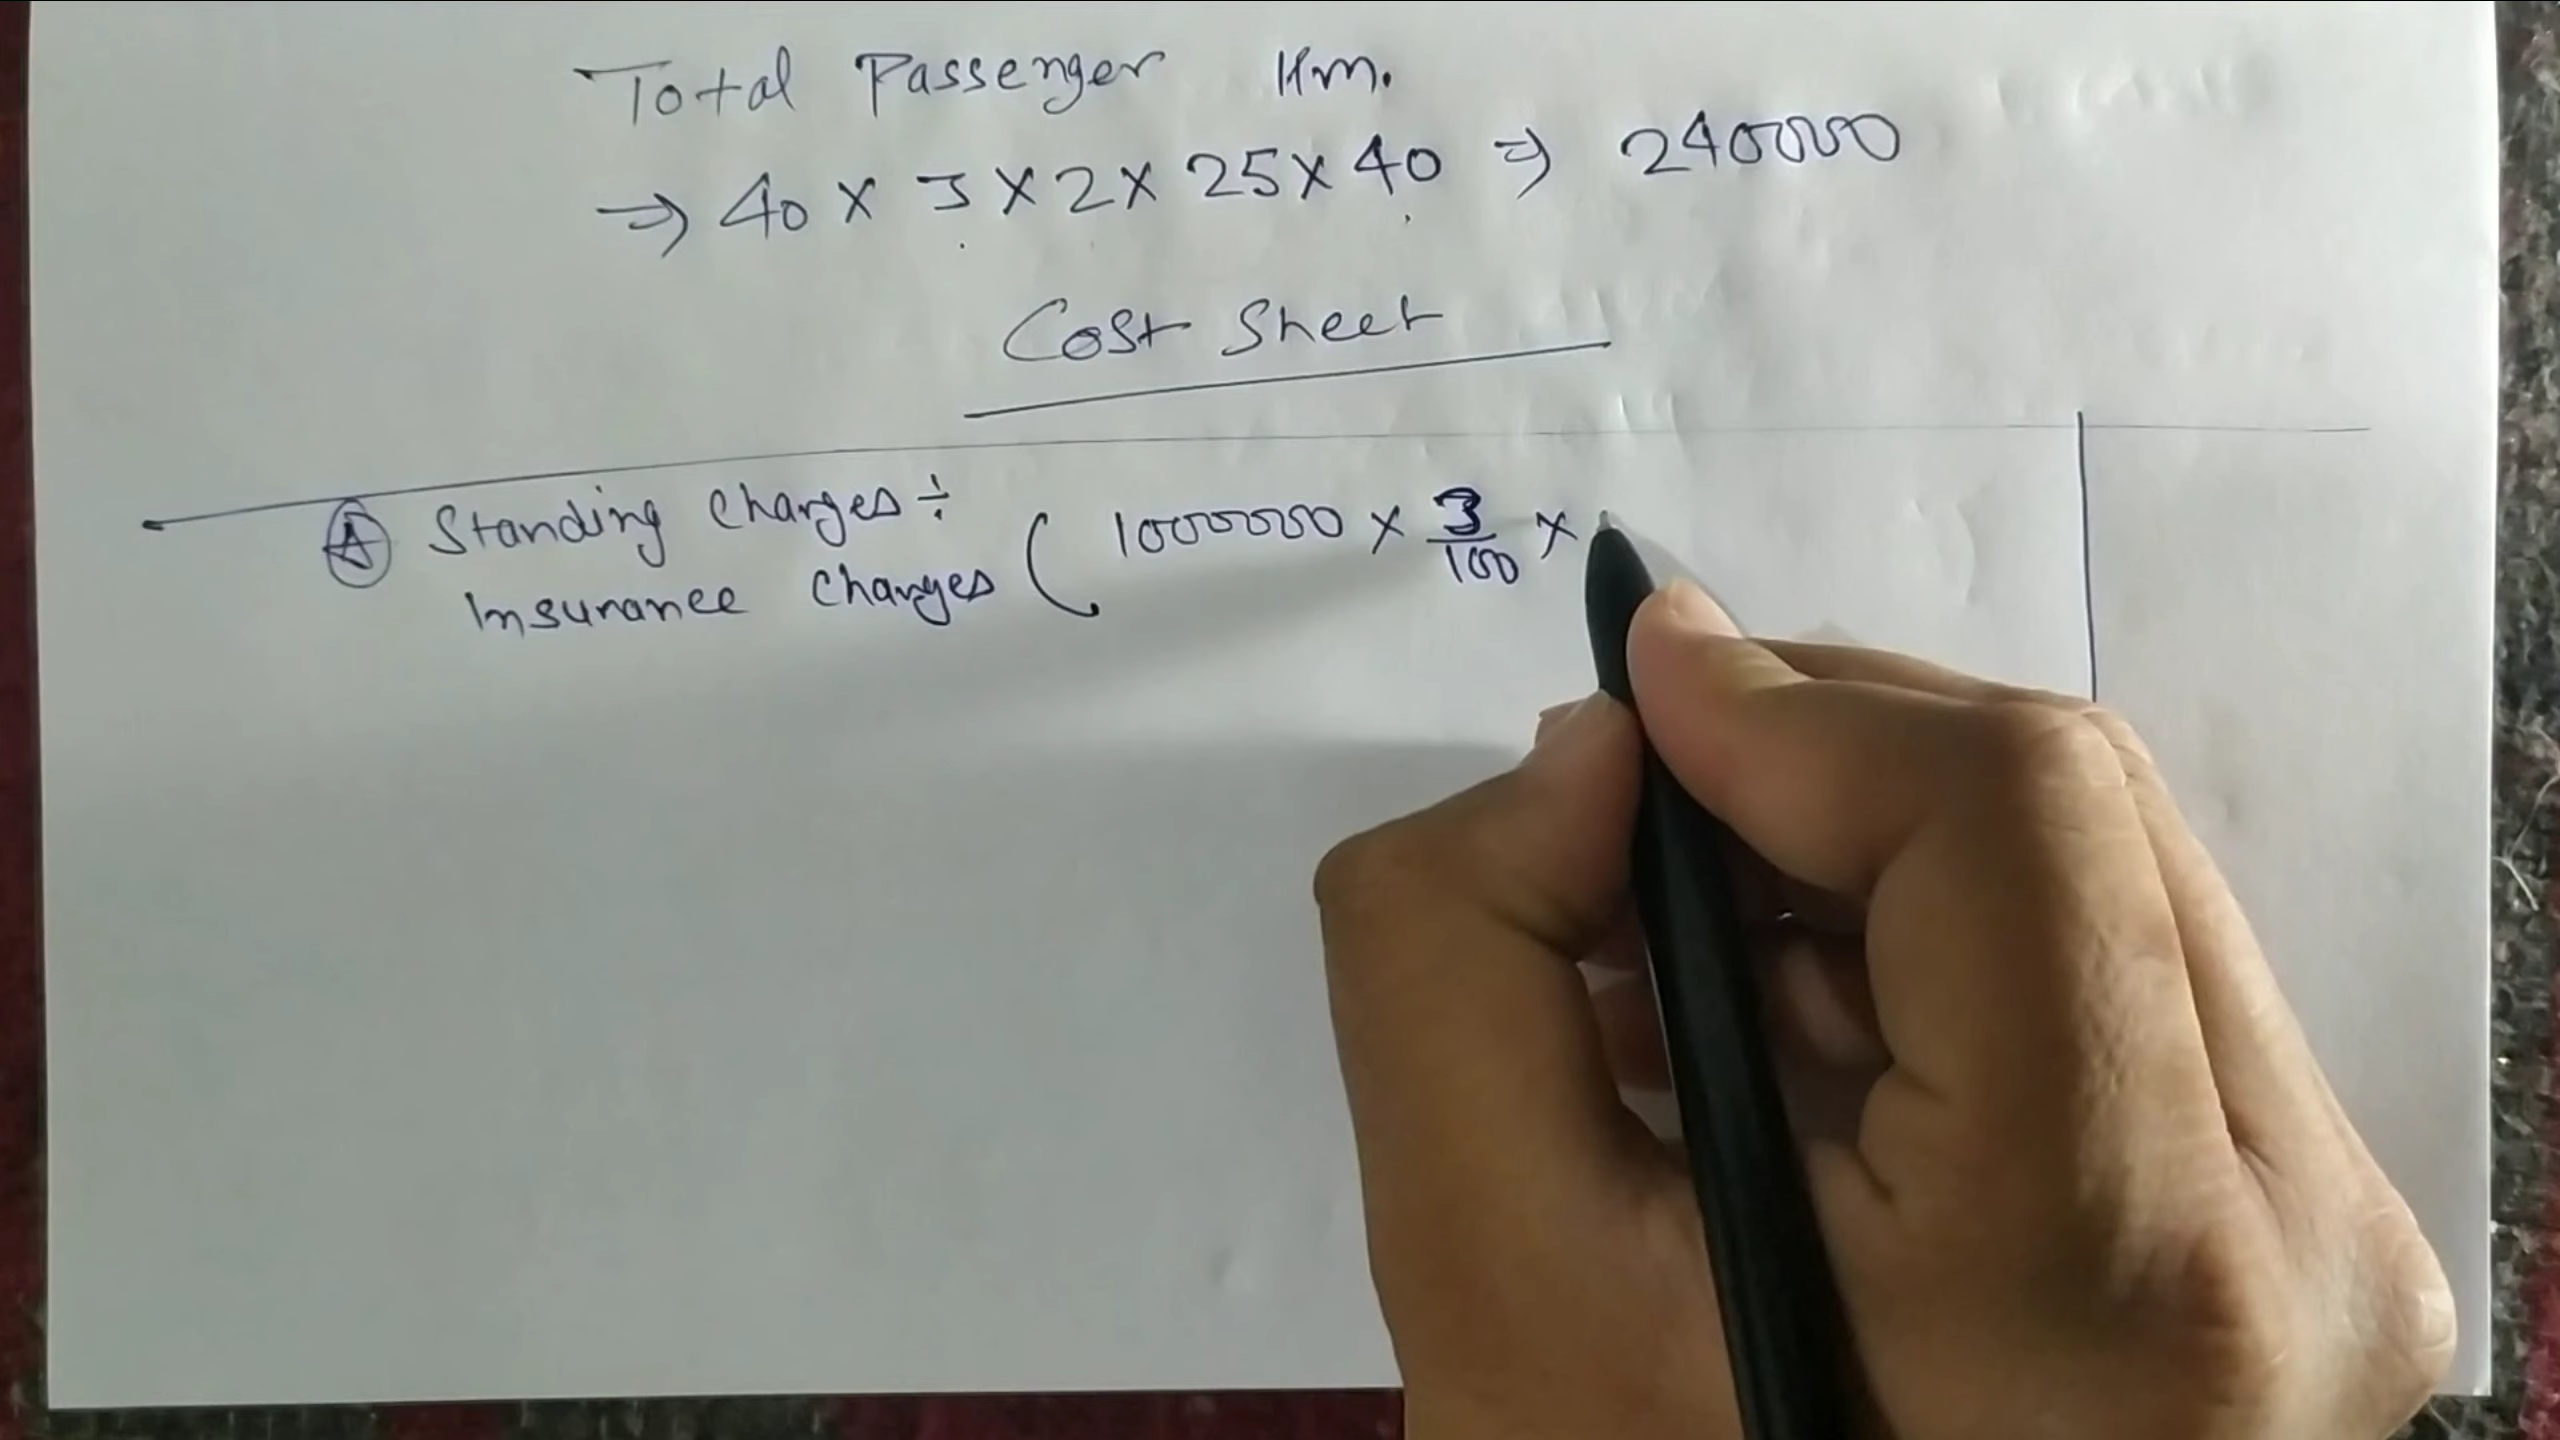 Total Passenger Km.
⇒ 40 × 3 × 2 × 25 × 40 ⇒ 240000
Cost Sheet
Ⓐ Standing Charges ÷
Insurance Charges ( 1000000 × 3/100 ×